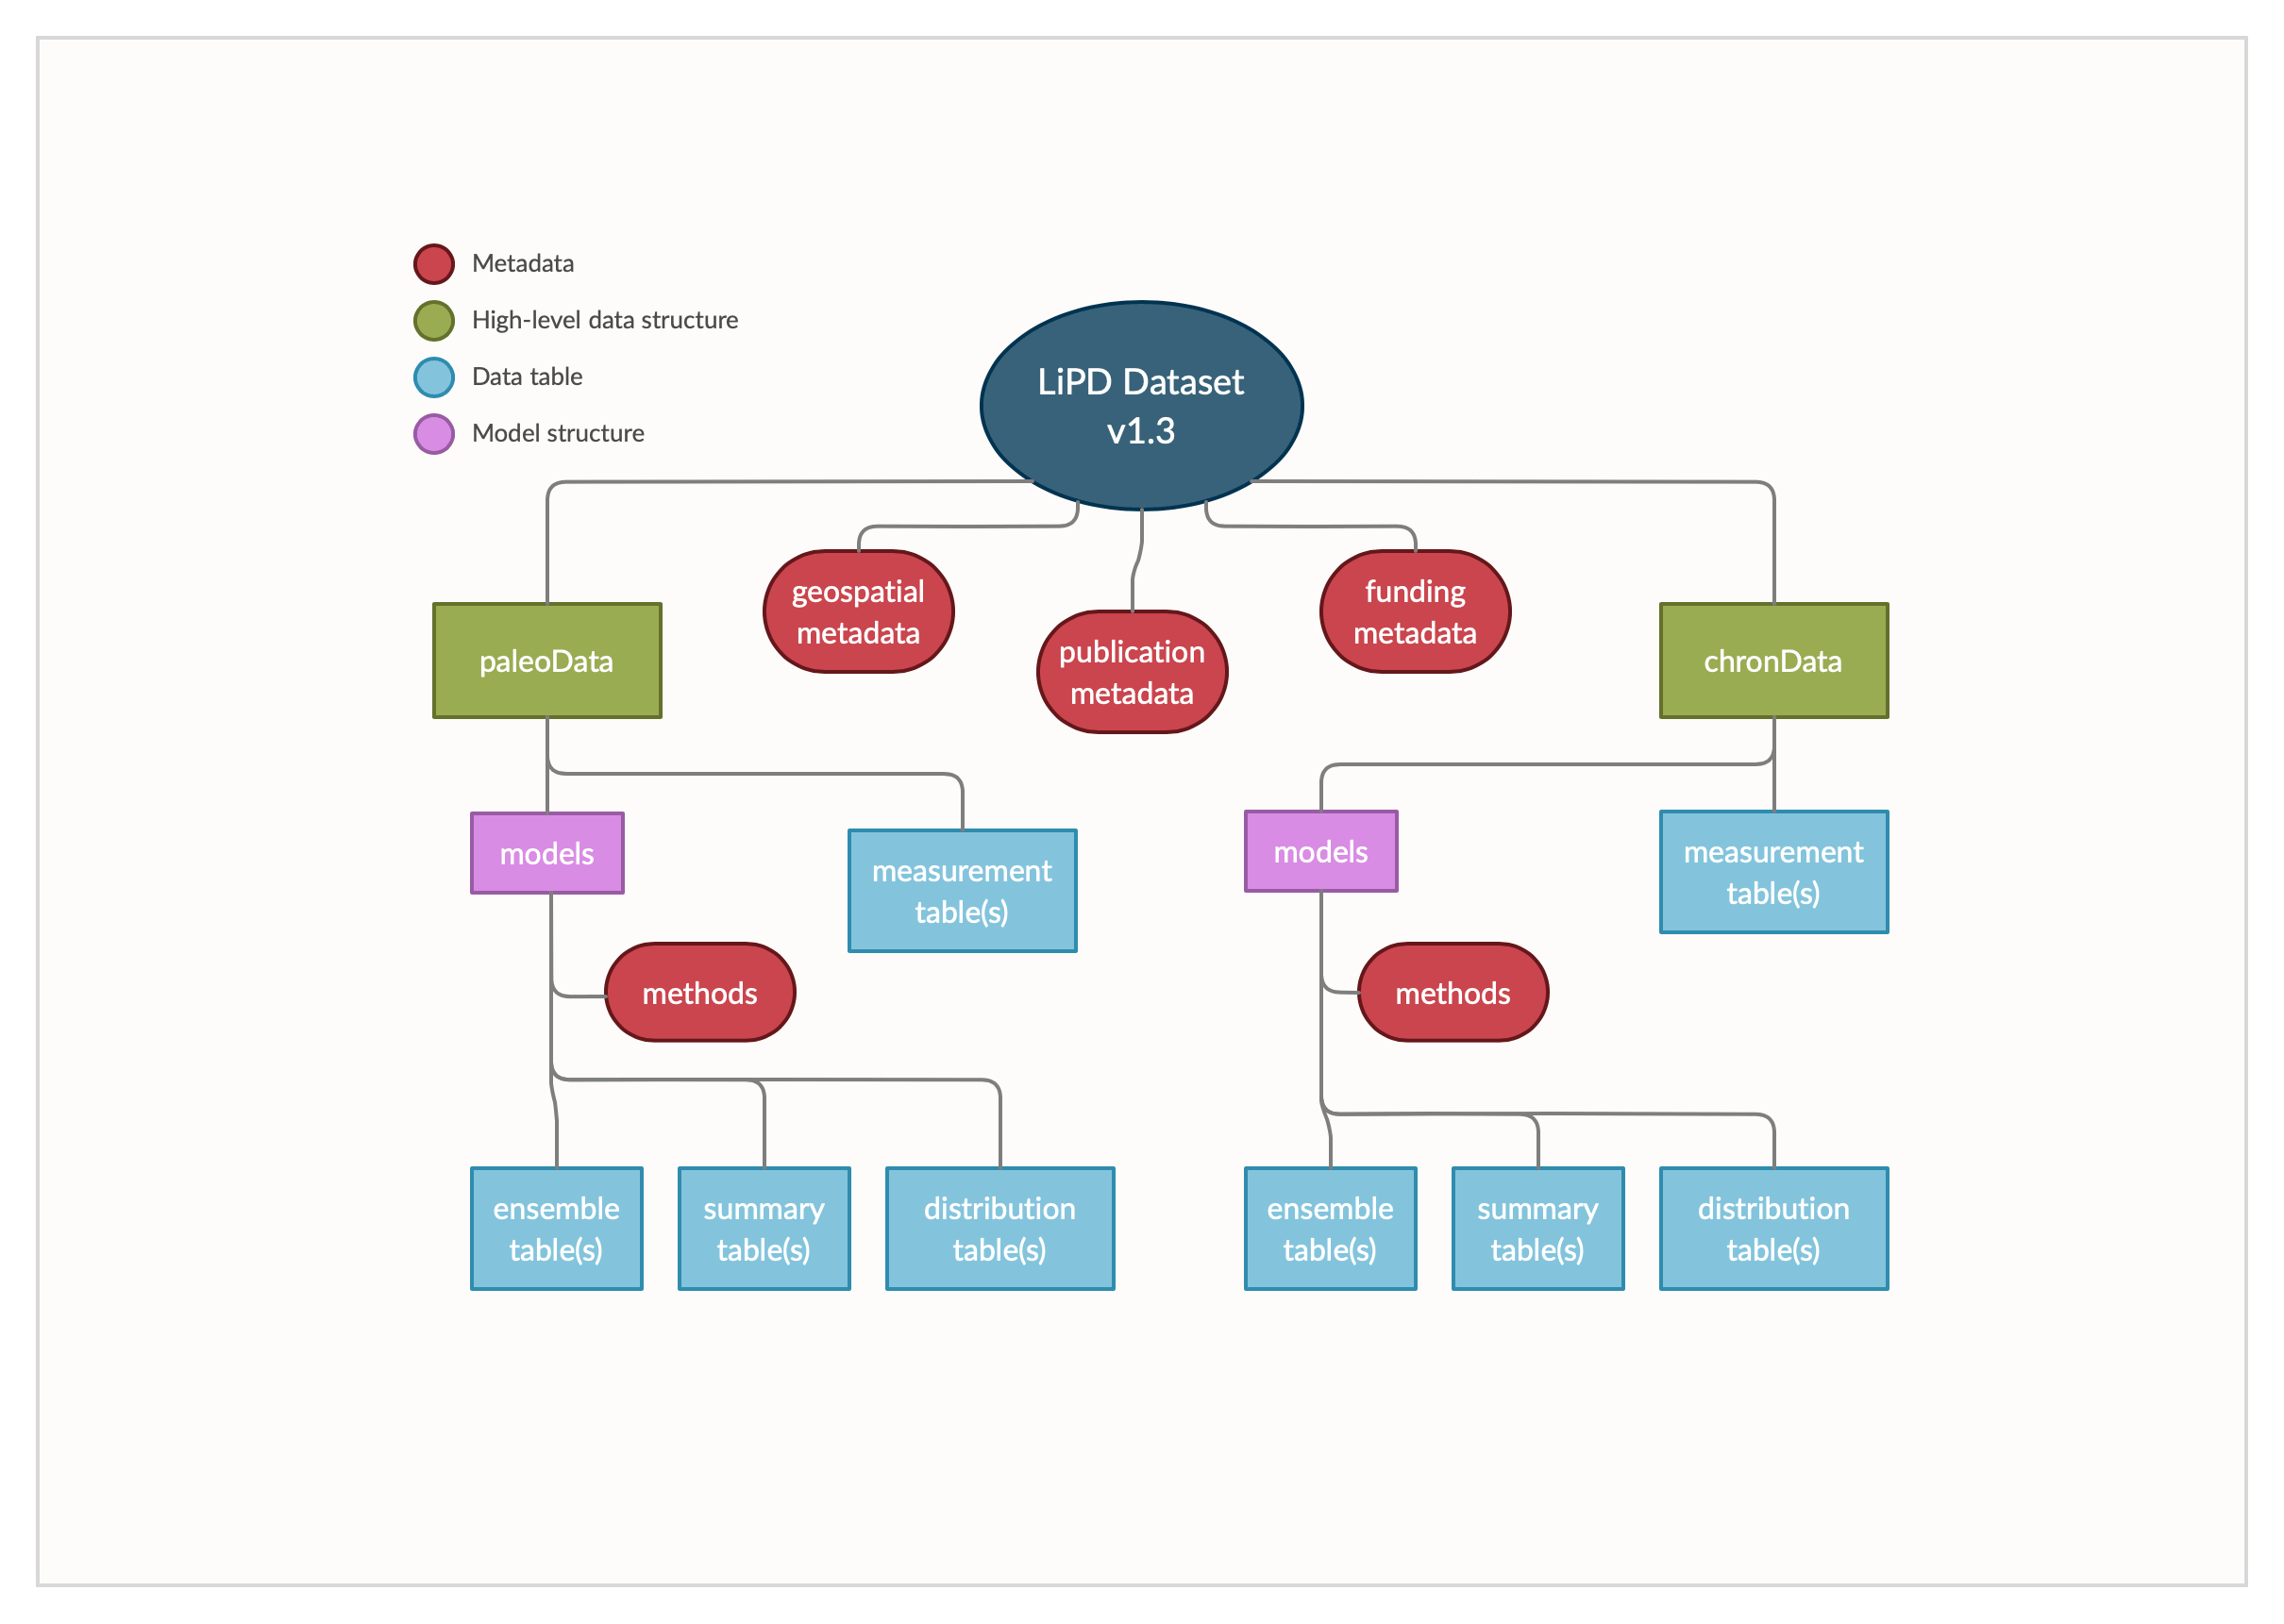 Metadata
High-level data structure
Data table
Model structure
LiPD Dataset
v1.3
geospatial
metadata
publication
metadata
funding
metadata
paleoData
chronData
models
measurement
table(s)
models
measurement
table(s)
methods
methods
ensemble
table(s)
summary
table(s)
distribution
table(s)
ensemble
table(s)
summary
table(s)
distribution
table(s)